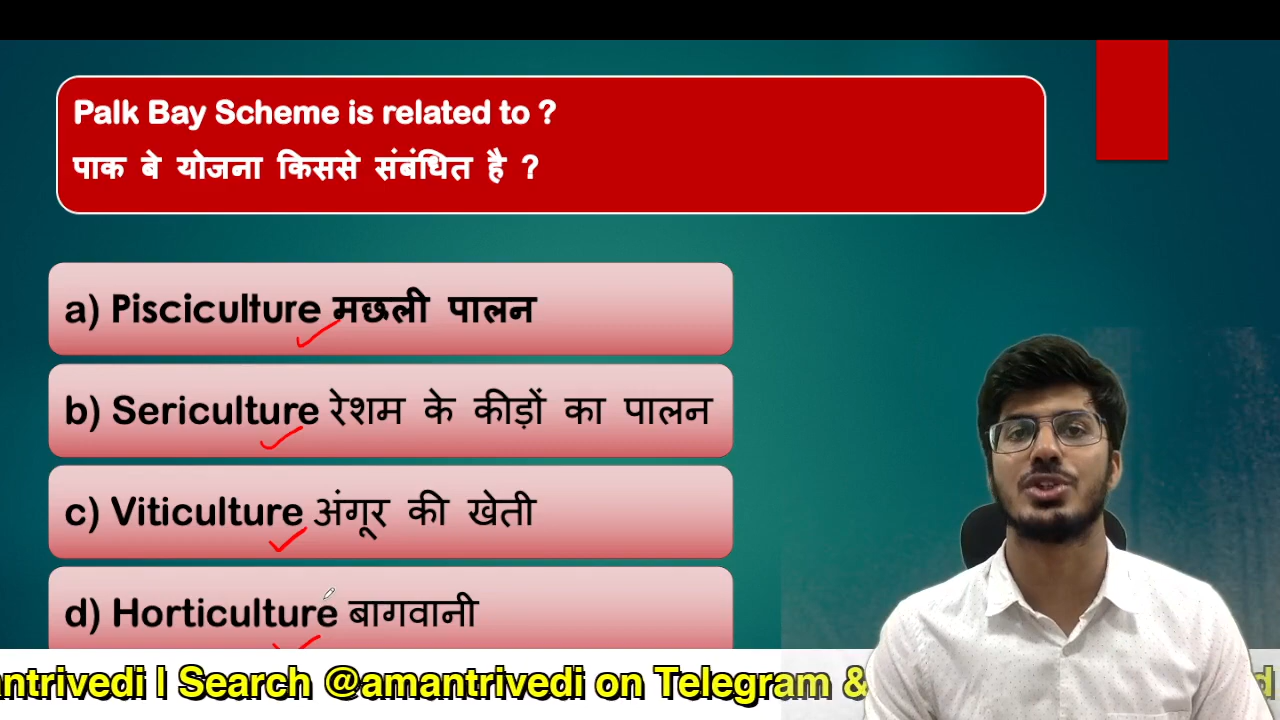 Palk Bay Scheme is related to ?
पाक बे योजना किससे संबंधित है ?
a) Pisciculture मछली पालन
b) Sericulture रेशम के कीड़ों का पालन
c) Viticulture अंगूर की खेती
d) Horticulture बागवानी
antrivedi | Search @amantrivedi on Telegram &